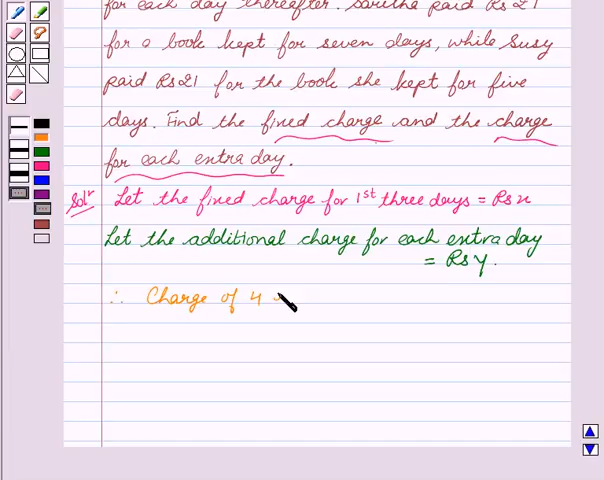 for each day thereafter. Saritha paid Rs 27
for a book kept for seven days, while Susy
paid Rs 21 for the book she kept for five
days. Find the fixed charge and the charge
for each extra day.
Solⁿ Let the fixed charge for 1st three days = Rs x
Let the additional charge for each extra day
= Rs y.
∴ Charge of 4